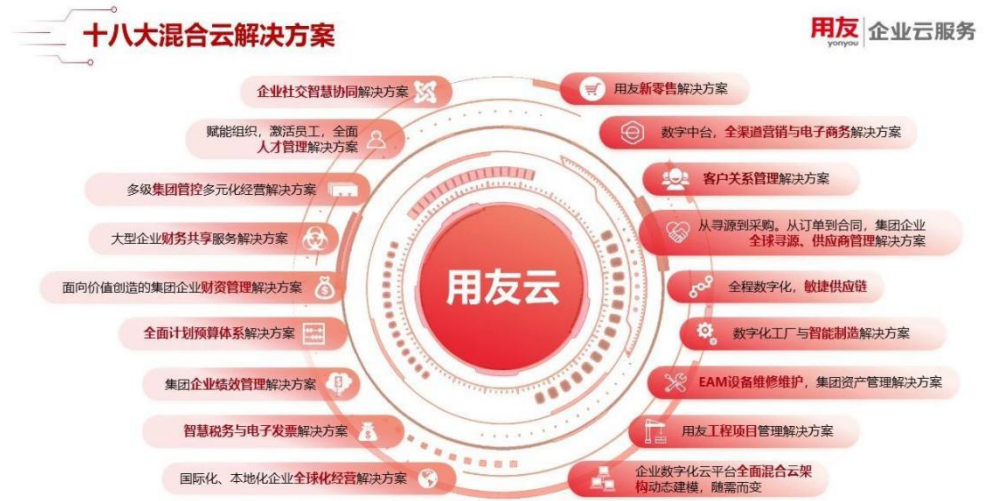 十八大混合云解决方案
用友
yonyou
企业云服务
企业社交智慧协同解决方案
赋能组织，激活员工，全面
人才管理解决方案
多级集团管控多元化经营解决方案
大型企业财务共享服务解决方案
面向价值创造的集团企业财资管理解决方案
全面计划预算体系解决方案
集团企业绩效管理解决方案
智慧税务与电子发票解决方案
国际化、本地化企业全球化经营解决方案
用友云
用友新零售解决方案
数字中台，全渠道营销与电子商务解决方案
客户关系管理解决方案
从寻源到采购。从订单到合同，集团企业
全球寻源、供应商管理解决方案
全程数字化，敏捷供应链
数字化工厂与智能制造解决方案
EAM设备维修维护，集团资产管理解决方案
用友工程项目管理解决方案
企业数字化云平台全面混合云架
构动态建模，随需而变